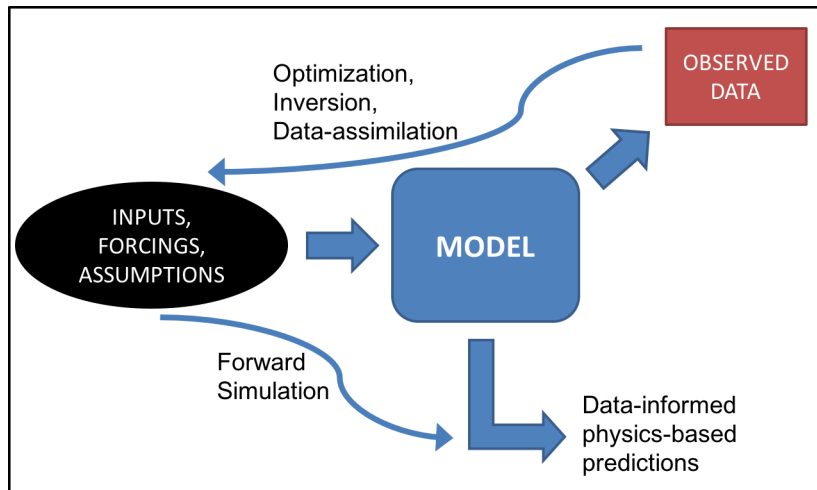 OBSERVED
DATA
Optimization,
Inversion,
Data-assimilation
INPUTS,
FORCINGS,
ASSUMPTIONS
MODEL
Forward
Simulation
Data-informed
physics-based
predictions